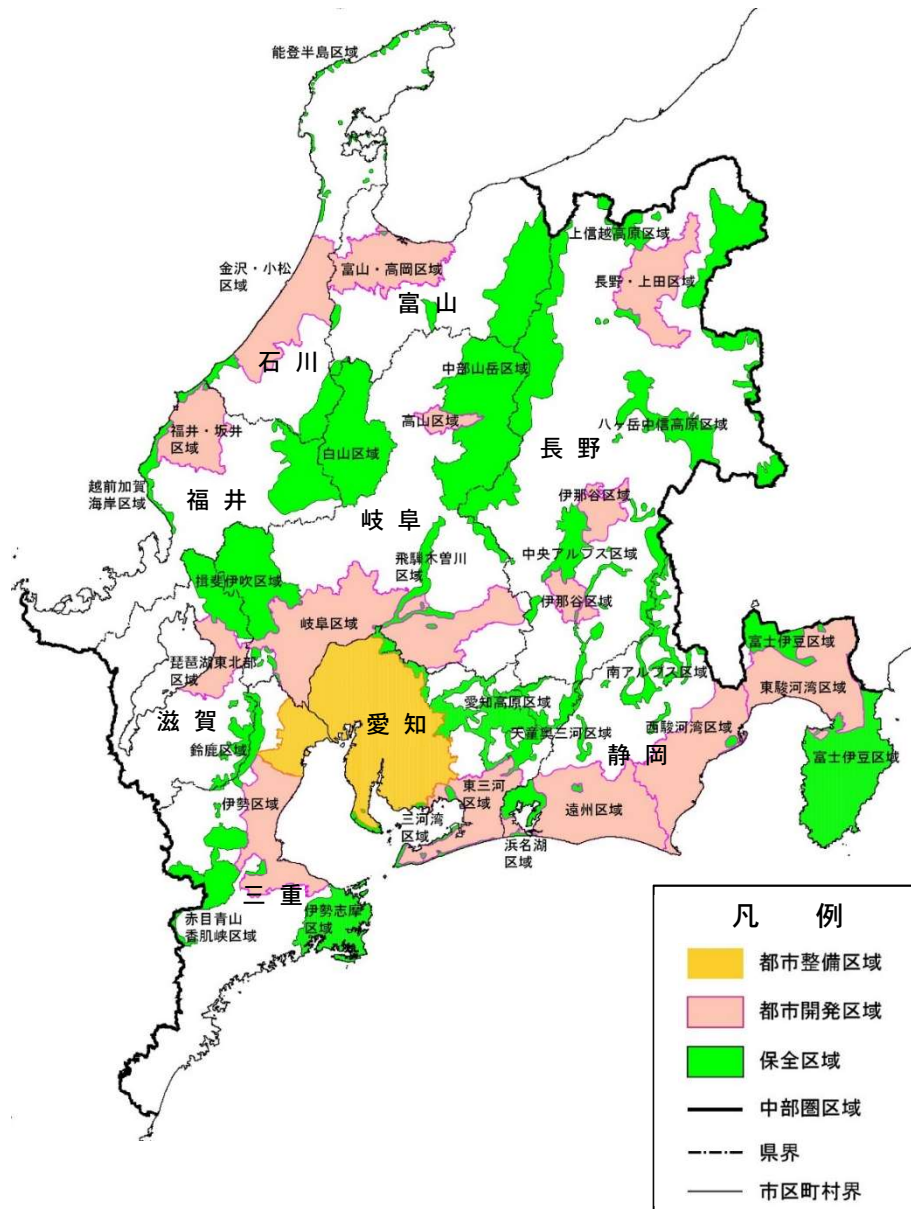 能登半島区域
上信越高原区域
金沢・小松
区域
富山・高岡区域
長野・上田区域
富 山
石 川
中部山岳区域
高山区域
八ヶ岳中信高原区域
福井・坂井
区域
長 野
白山区域
越前加賀
海岸区域
福 井
伊那谷区域
岐 阜
飛騨木曽川
区域
中央アルプス区域
揖斐伊吹区域
伊那谷区域
岐阜区域
富士伊豆区域
琵琶湖東北部
区域
南アルプス区域
東駿河湾区域
愛知高原区域
滋 賀
愛 知
天竜奥三河区域
西駿河湾区域
鈴鹿区域
静 岡
富士伊豆区域
伊勢区域
東三河
区域
遠州区域
三河湾
区域
浜名湖
区域
三 重
赤目青山
香肌峡区域
伊勢志摩
区域
凡 例
都市整備区域
都市開発区域
保全区域
中部圏区域
県界
市区町村界